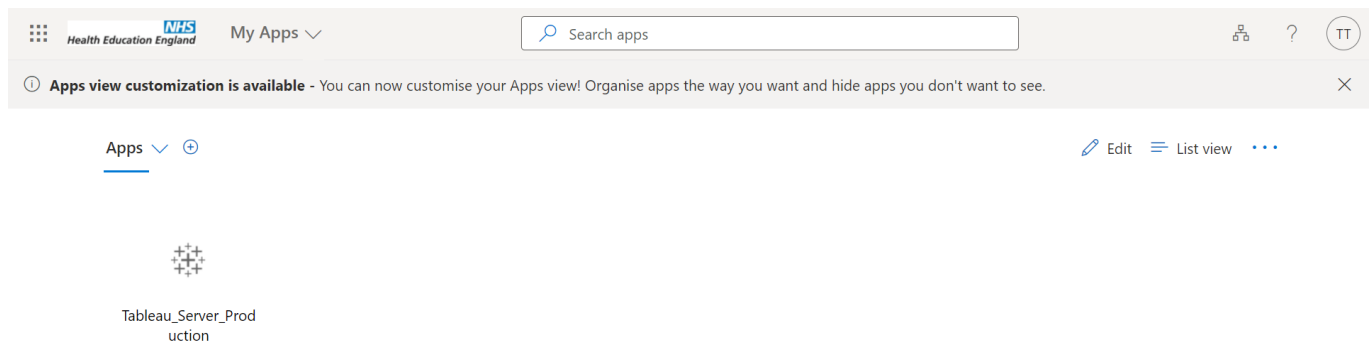 NHS
Health Education England
My Apps
Search apps
?
TT
Apps view customization is available - You can now customise your Apps view! Organise apps the way you want and hide apps you don't want to see.
Apps
Edit
List view
Tableau_Server_Prod
uction